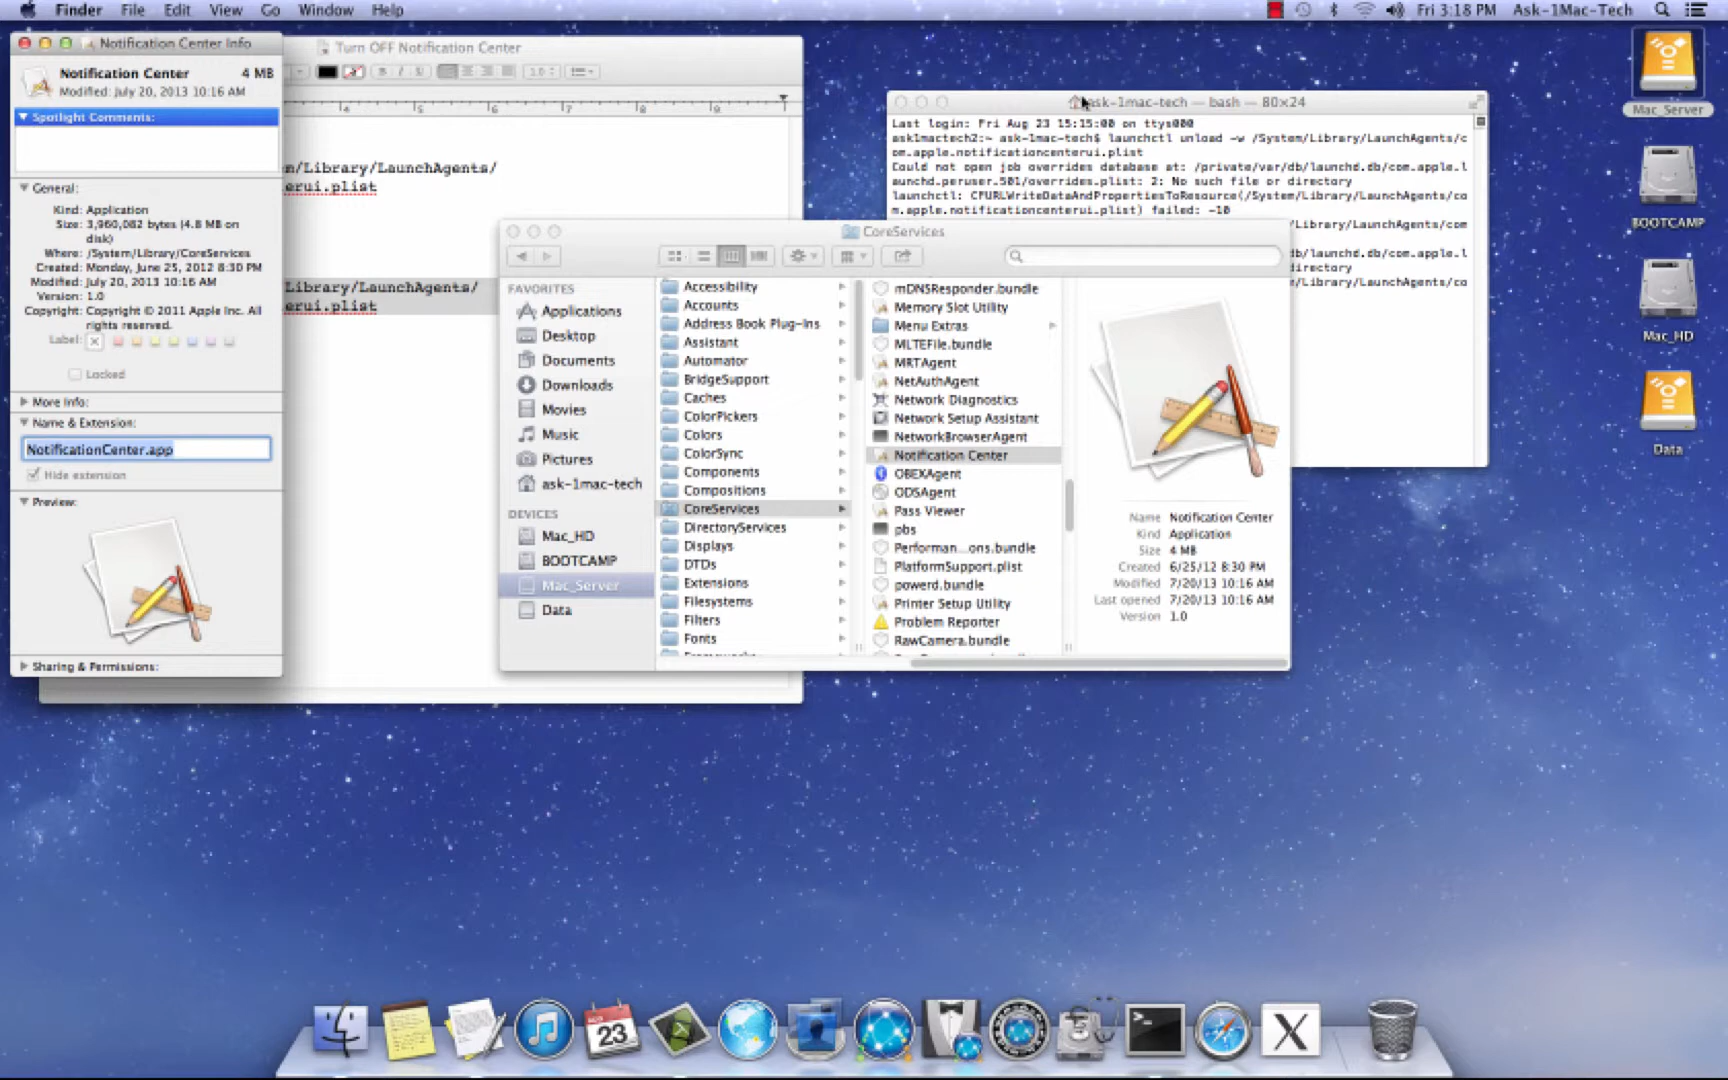 Finder File Edit View Go Window Help
Fri 3:18 PM Ask-1Mac-Tech
Notification Center Info
Notification Center 4 MB
Modified: July 20, 2013 10:16 AM
Spotlight Comments:
General:
Kind: Application
Size: 3,960,082 bytes (4.8 MB on
disk)
Where: /System/Library/CoreServices
Created: Monday, June 25, 2012 8:30 PM
Modified: July 20, 2013 10:16 AM
Version: 1.0
Copyright: Copyright © 2011 Apple Inc. All
rights reserved.
Label:
Locked
More Info:
Name & Extension:
NotificationCenter.app
Hide extension
Preview:
Sharing & Permissions:
Turn OFF Notification Center
B I U
1.0
4 5 6 7 8 9
m/Library/LaunchAgents/
erui.plist
Library/LaunchAgents/
erui.plist
ask-1mac-tech — bash — 80×24
Last login: Fri Aug 23 15:15:00 on ttys000
ask1mactech2:~ ask-1mac-tech$ launchctl unload -w /System/Library/LaunchAgents/c
om.apple.notificationcenterui.plist
Could not open job overrides database at: /private/var/db/launchd.db/com.apple.l
aunchd.peruser.501/overrides.plist: 2: No such file or directory
launchctl: CFURLWriteDataAndPropertiesToResource(/System/Library/LaunchAgents/co
m.apple.notificationcenterui.plist) failed: -10
/Library/LaunchAgents/com
hd.db/com.apple.l
directory
/Library/LaunchAgents/co
CoreServices
FAVORITES
Applications
Desktop
Documents
Downloads
Movies
Music
Pictures
ask-1mac-tech
DEVICES
Mac_HD
BOOTCAMP
Mac_Server
Data
Accessibility
Accounts
Address Book Plug-Ins
Assistant
Automator
BridgeSupport
Caches
ColorPickers
Colors
ColorSync
Components
Compositions
CoreServices
DirectoryServices
Displays
DTDs
Extensions
Filesystems
Filters
Fonts
mDNSResponder.bundle
Memory Slot Utility
Menu Extras
MLTEFile.bundle
MRTAgent
NetAuthAgent
Network Diagnostics
Network Setup Assistant
NetworkBrowserAgent
Notification Center
OBEXAgent
ODSAgent
Pass Viewer
pbs
Performan...ons.bundle
PlatformSupport.plist
powerd.bundle
Printer Setup Utility
Problem Reporter
RawCamera.bundle
Name Notification Center
Kind Application
Size 4 MB
Created 6/25/12 8:30 PM
Modified 7/20/13 10:16 AM
Last opened 7/20/13 10:16 AM
Version 1.0
Mac_Server
BOOTCAMP
Mac_HD
Data
23
X